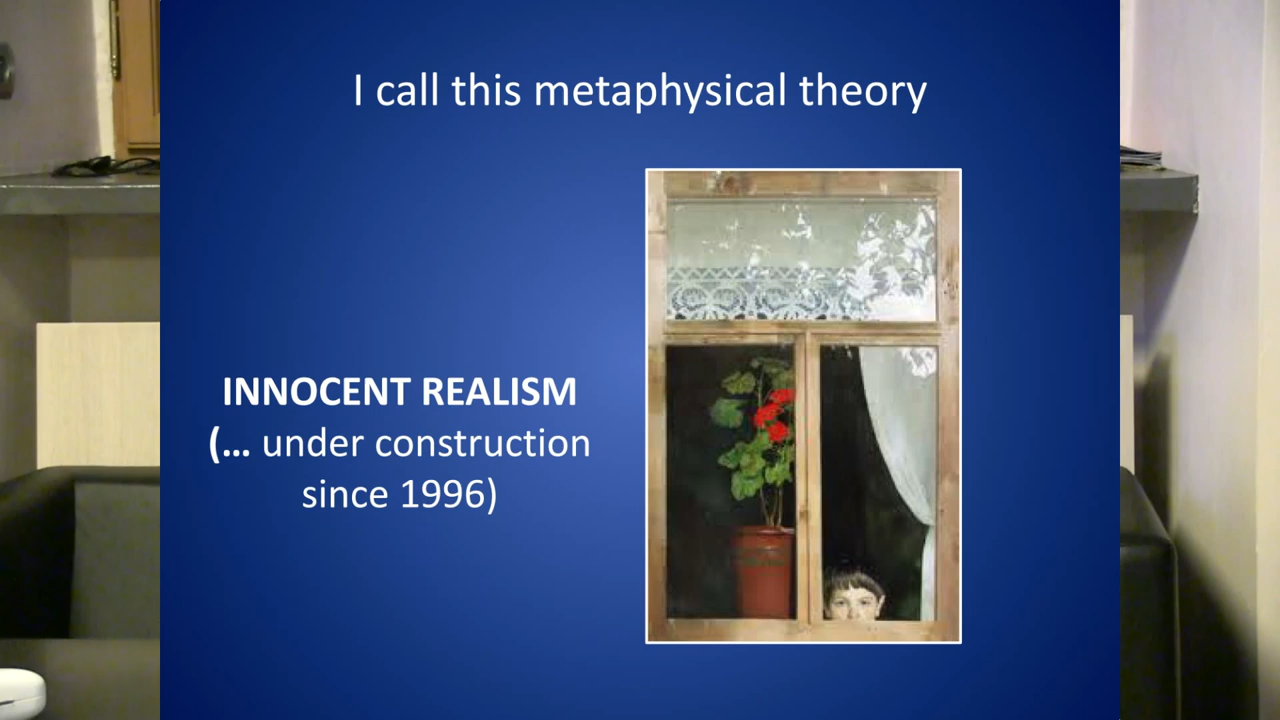 I call this metaphysical theory
INNOCENT REALISM
(… under construction
since 1996)